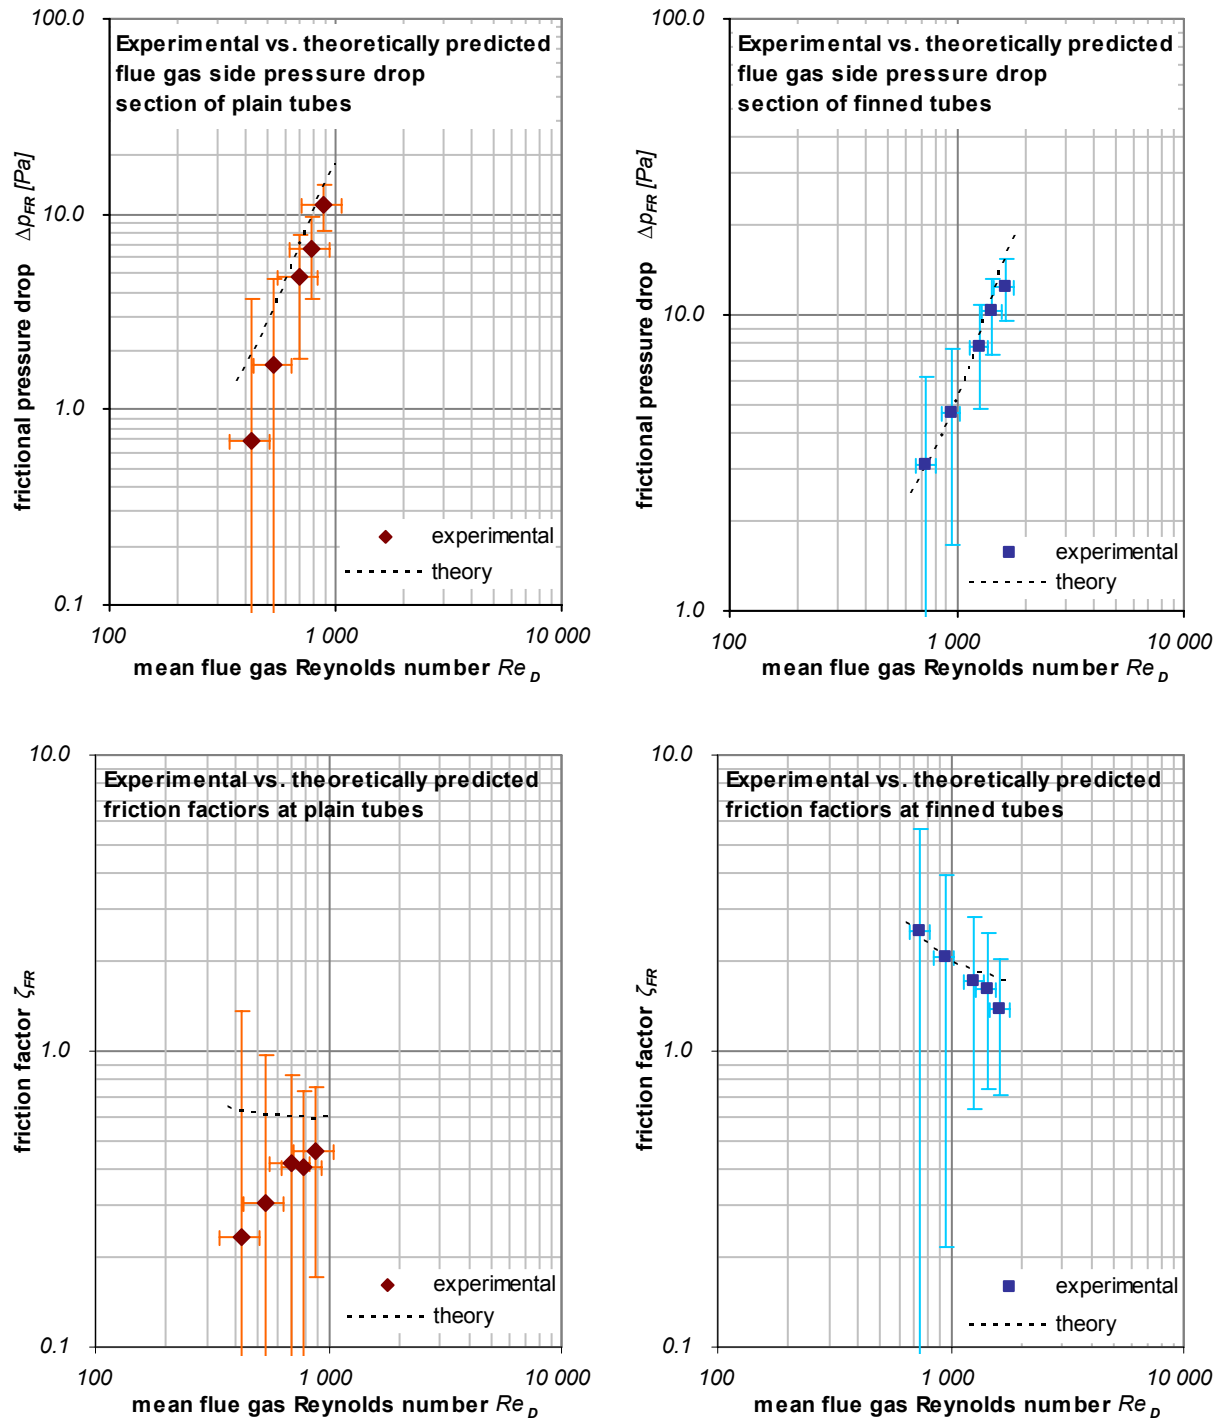 100.0
Experimental vs. theoretically predicted
flue gas side pressure drop
section of plain tubes
frictional pressure drop Δp_FR [Pa]
10.0
1.0
0.1
experimental
theory
100
1 000
10 000
mean flue gas Reynolds number Re_D
100.0
Experimental vs. theoretically predicted
flue gas side pressure drop
section of finned tubes
frictional pressure drop Δp_FR [Pa]
10.0
1.0
experimental
theory
100
1 000
10 000
mean flue gas Reynolds number Re_D
10.0
Experimental vs. theoretically predicted
friction factiors at plain tubes
friction factor ζ_FR
1.0
0.1
experimental
theory
100
1 000
10 000
mean flue gas Reynolds number Re_D
10.0
Experimental vs. theoretically predicted
friction factiors at finned tubes
friction factor ζ_FR
1.0
0.1
experimental
theory
100
1 000
10 000
mean flue gas Reynolds number Re_D